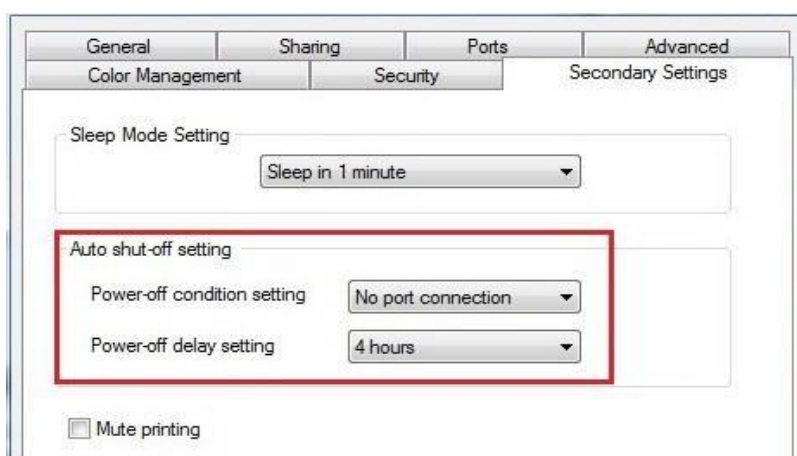 General Sharing Ports Advanced
Color Management Security Secondary Settings
Sleep Mode Setting
Sleep in 1 minute
Auto shut-off setting
Power-off condition setting No port connection
Power-off delay setting 4 hours
Mute printing